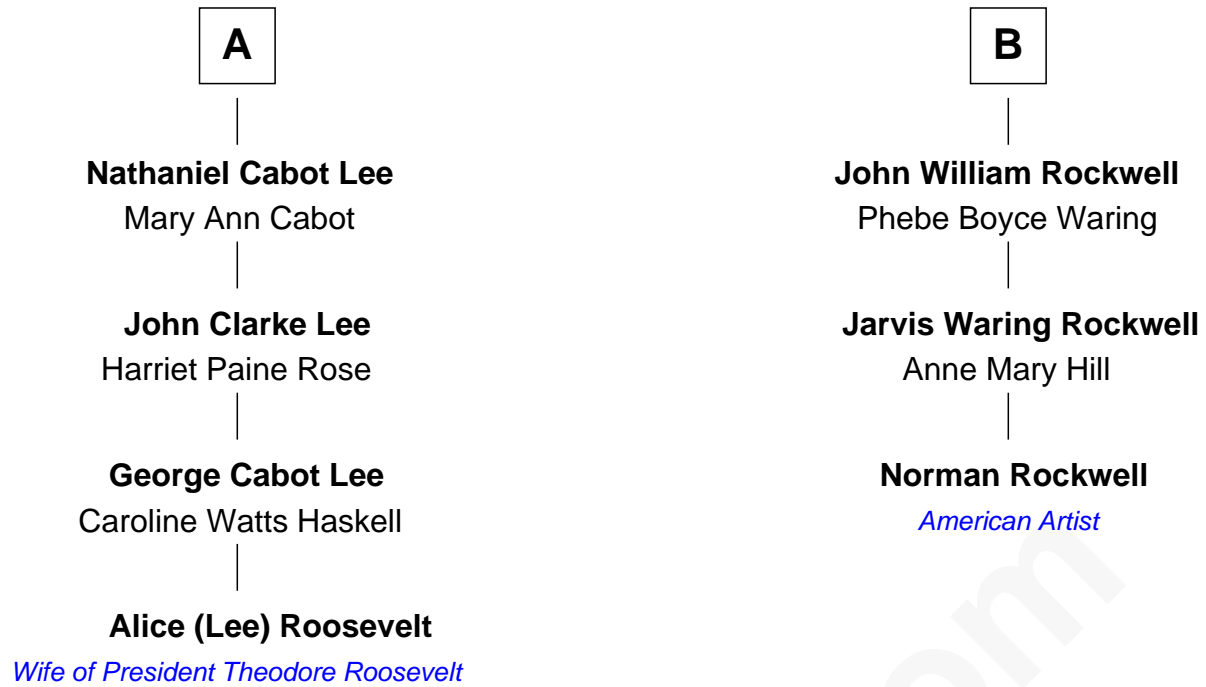 A
Nathaniel Cabot Lee
Mary Ann Cabot
John Clarke Lee
Harriet Paine Rose
George Cabot Lee
Caroline Watts Haskell
Alice (Lee) Roosevelt
Wife of President Theodore Roosevelt
B
John William Rockwell
Phebe Boyce Waring
Jarvis Waring Rockwell
Anne Mary Hill
Norman Rockwell
American Artist
om